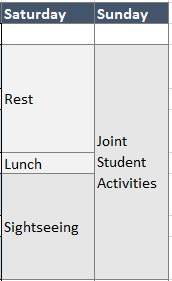 Saturday Sunday
Rest
Lunch
Sightseeing
Joint
Student
Activities